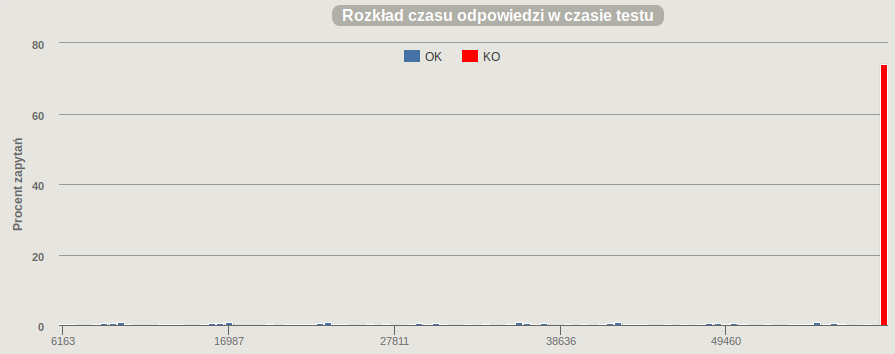 Rozkład czasu odpowiedzi w czasie testu
OK KO
Procent zapytań
80
60
40
20
0
6163 16987 27811 38636 49460